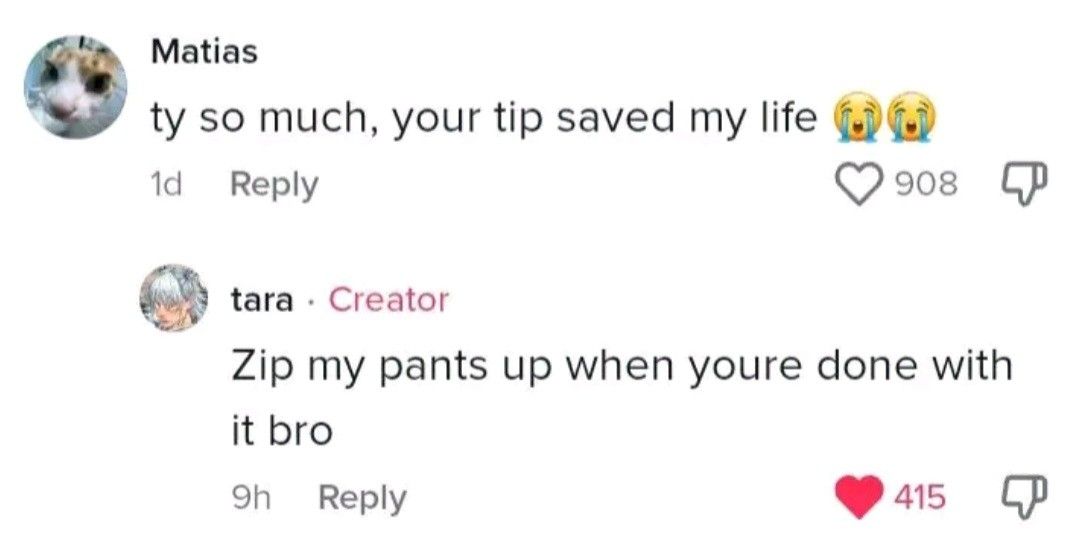 Matias
ty so much, your tip saved my life 😭😭
1d Reply 908
tara · Creator
Zip my pants up when youre done with
it bro
9h Reply 415